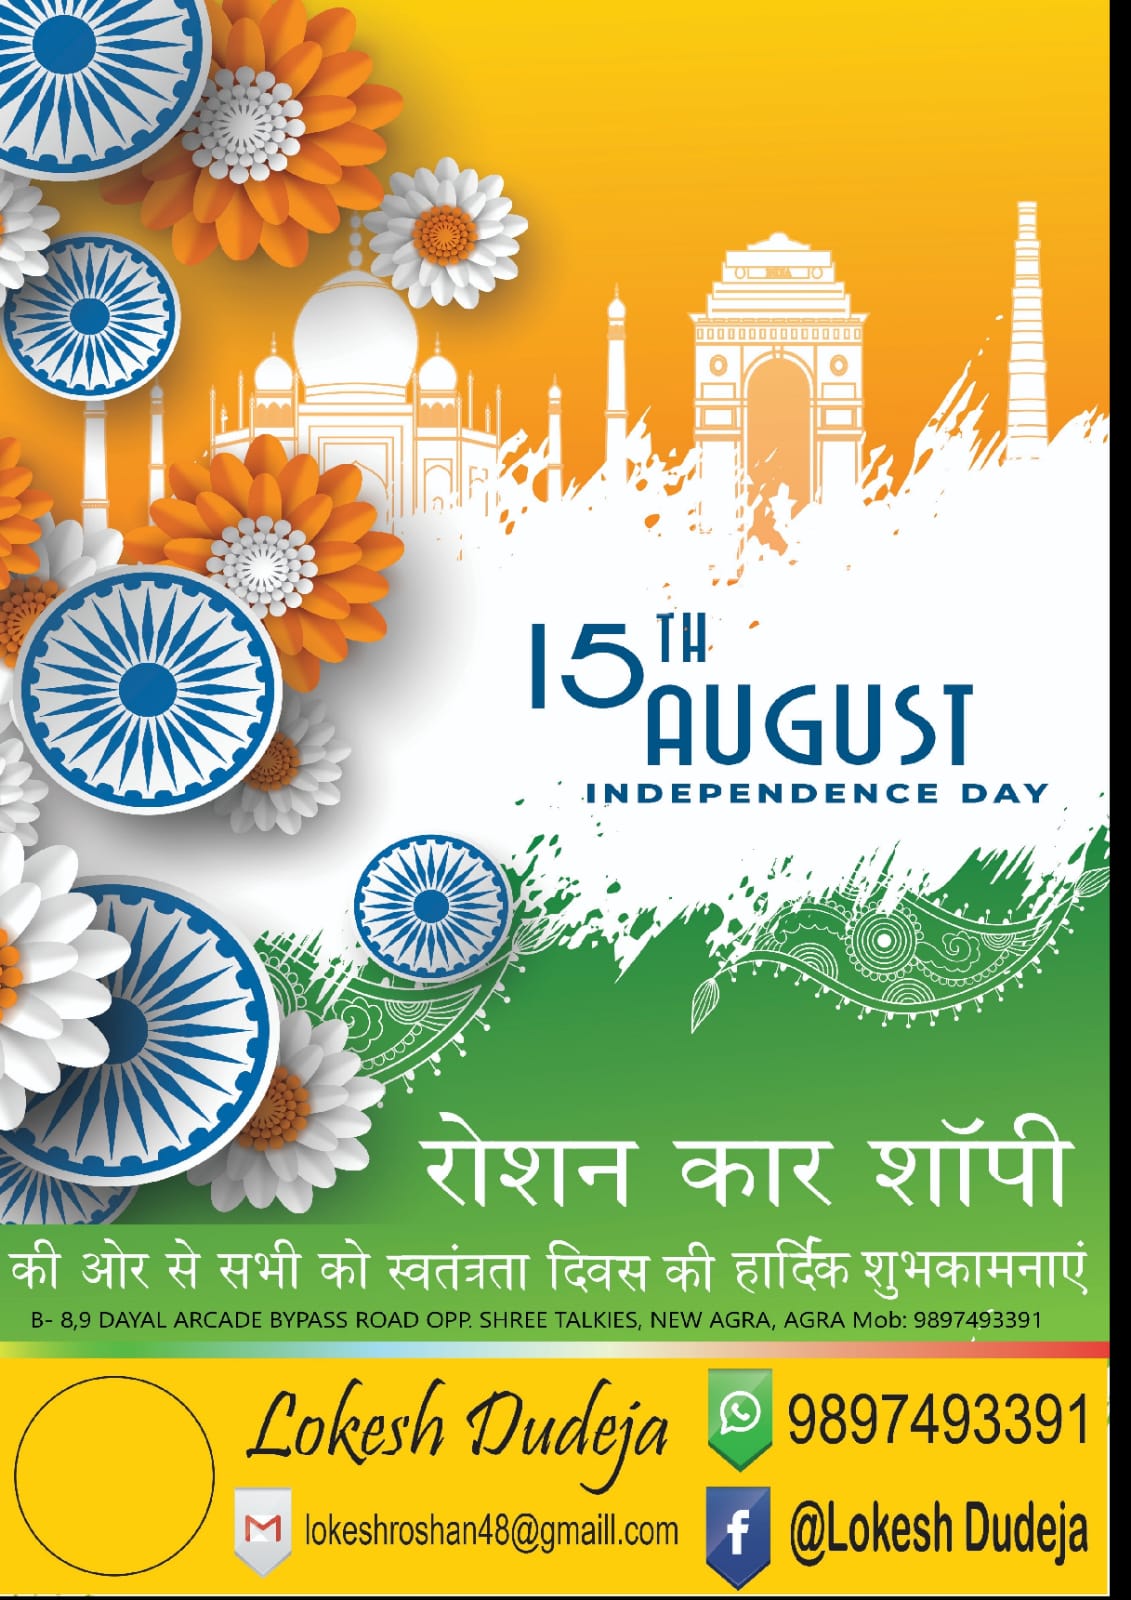 INDIA
15TH
AUGUST
INDEPENDENCE DAY
रोशन कार शॉपी
की ओर से सभी को स्वतंत्रता दिवस की हार्दिक शुभकामनाएं
B- 8,9 DAYAL ARCADE BYPASS ROAD OPP. SHREE TALKIES, NEW AGRA, AGRA Mob: 9897493391
Lokesh Dudeja
9897493391
lokeshroshan48@gmaill.com
@Lokesh Dudeja